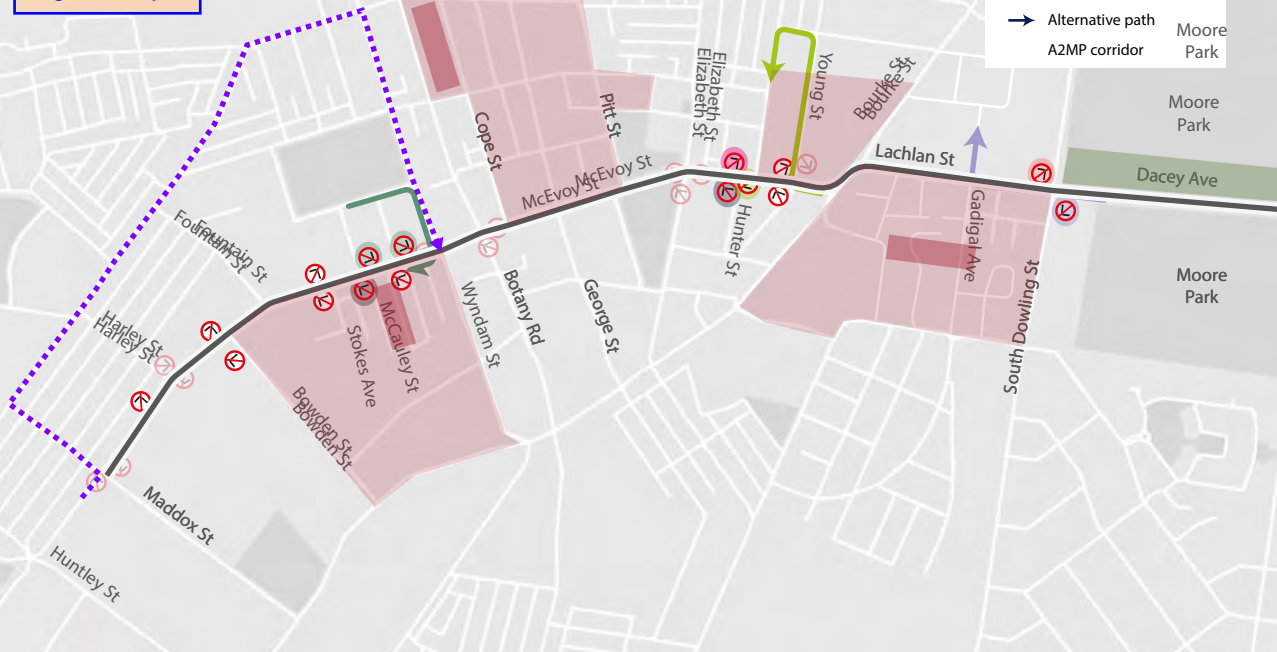 Alternative path
A2MP corridor
Moore
Park
Moore
Park
Dacey Ave
Moore
Park
Elizabeth St
Elizabeth St
Young St
Bourke St
Bourke St
Pitt St
Cope St
McEvoy St
McEvoy St
Lachlan St
Gadigal Ave
Hunter St
South Dowling St
Fountain St
Fountain St
Wyndam St
Botany Rd
George St
Harley St
Harley St
Stokes Ave
McCauley St
Bowden St
Bowden St
Maddox St
Huntley St